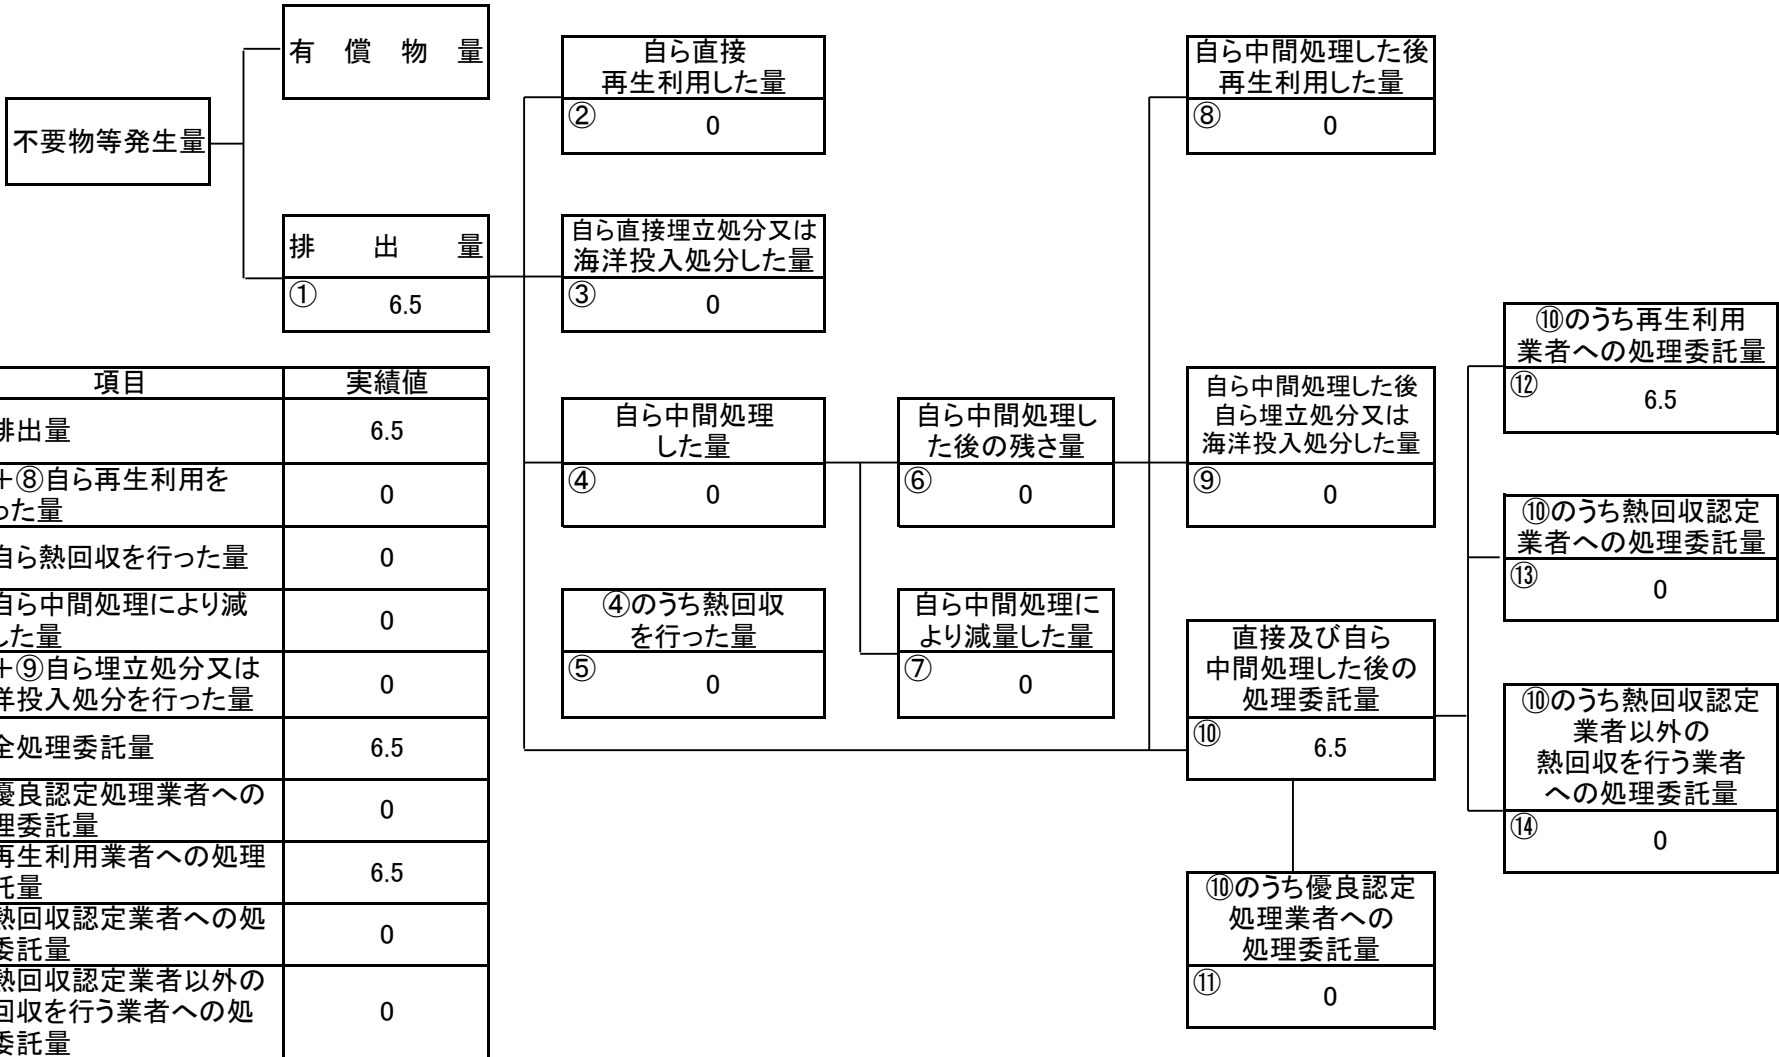 有 償 物 量
自ら直接
再生利用した量
②
0
自ら中間処理した後
再生利用した量
⑧
0
不要物等発生量
排 出 量
①
6.5
自ら直接埋立処分又は
海洋投入処分した量
③
0
⑩のうち再生利用
業者への処理委託量
⑫
6.5
自ら中間処理
した量
④
0
自ら中間処理し
た後の残さ量
⑥
0
自ら中間処理した後
自ら埋立処分又は
海洋投入処分した量
⑨
0
⑩のうち熱回収認定
業者への処理委託量
⑬
0
④のうち熱回収
を行った量
⑤
0
自ら中間処理に
より減量した量
⑦
0
直接及び自ら
中間処理した後の
処理委託量
⑩
6.5
⑩のうち熱回収認定
業者以外の
熱回収を行う業者
への処理委託量
⑭
0
⑩のうち優良認定
処理業者への
処理委託量
⑪
0
項目
実績値
排出量
6.5
+⑧自ら再生利用を
った量
0
自ら熱回収を行った量
0
自ら中間処理により減
した量
0
+⑨自ら埋立処分又は
洋投入処分を行った量
0
全処理委託量
6.5
優良認定処理業者への
理委託量
0
再生利用業者への処理
託量
6.5
熱回収認定業者への処
委託量
0
熱回収認定業者以外の
回収を行う業者への処
委託量
0